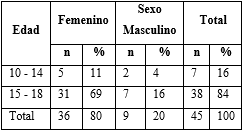 Edad Sexo Total
Femenino Masculino
n % n % n %
10 - 14 5 11 2 4 7 16
15 - 18 31 69 7 16 38 84
Total 36 80 9 20 45 100